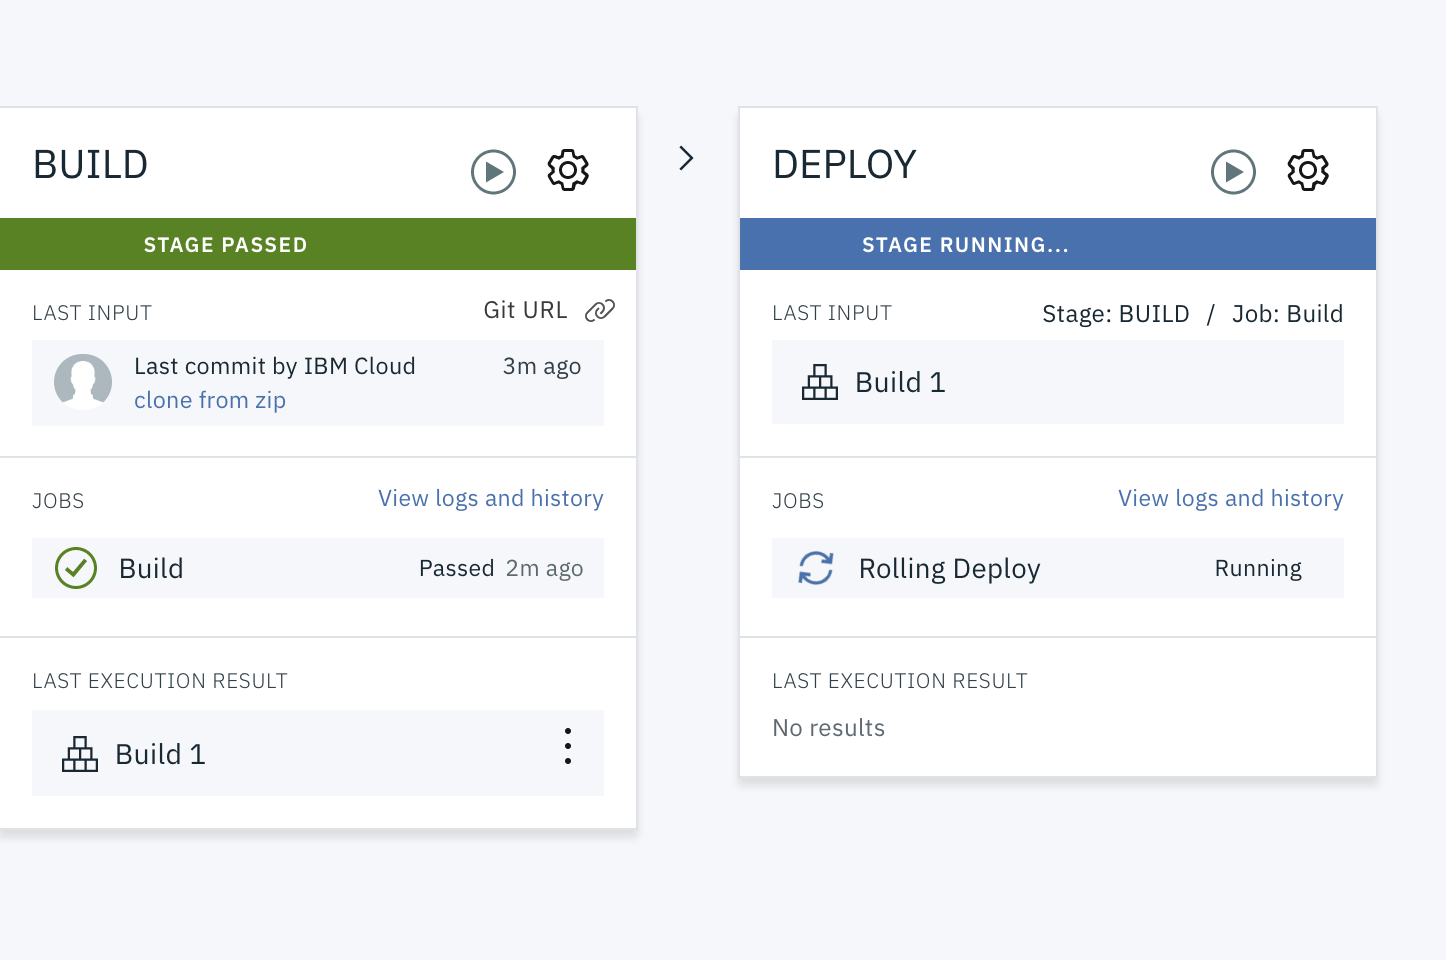 BUILD
STAGE PASSED
LAST INPUT
Git URL
Last commit by IBM Cloud
3m ago
clone from zip
JOBS
View logs and history
Build
Passed 2m ago
LAST EXECUTION RESULT
Build 1
DEPLOY
STAGE RUNNING...
LAST INPUT
Stage: BUILD / Job: Build
Build 1
JOBS
View logs and history
Rolling Deploy
Running
LAST EXECUTION RESULT
No results